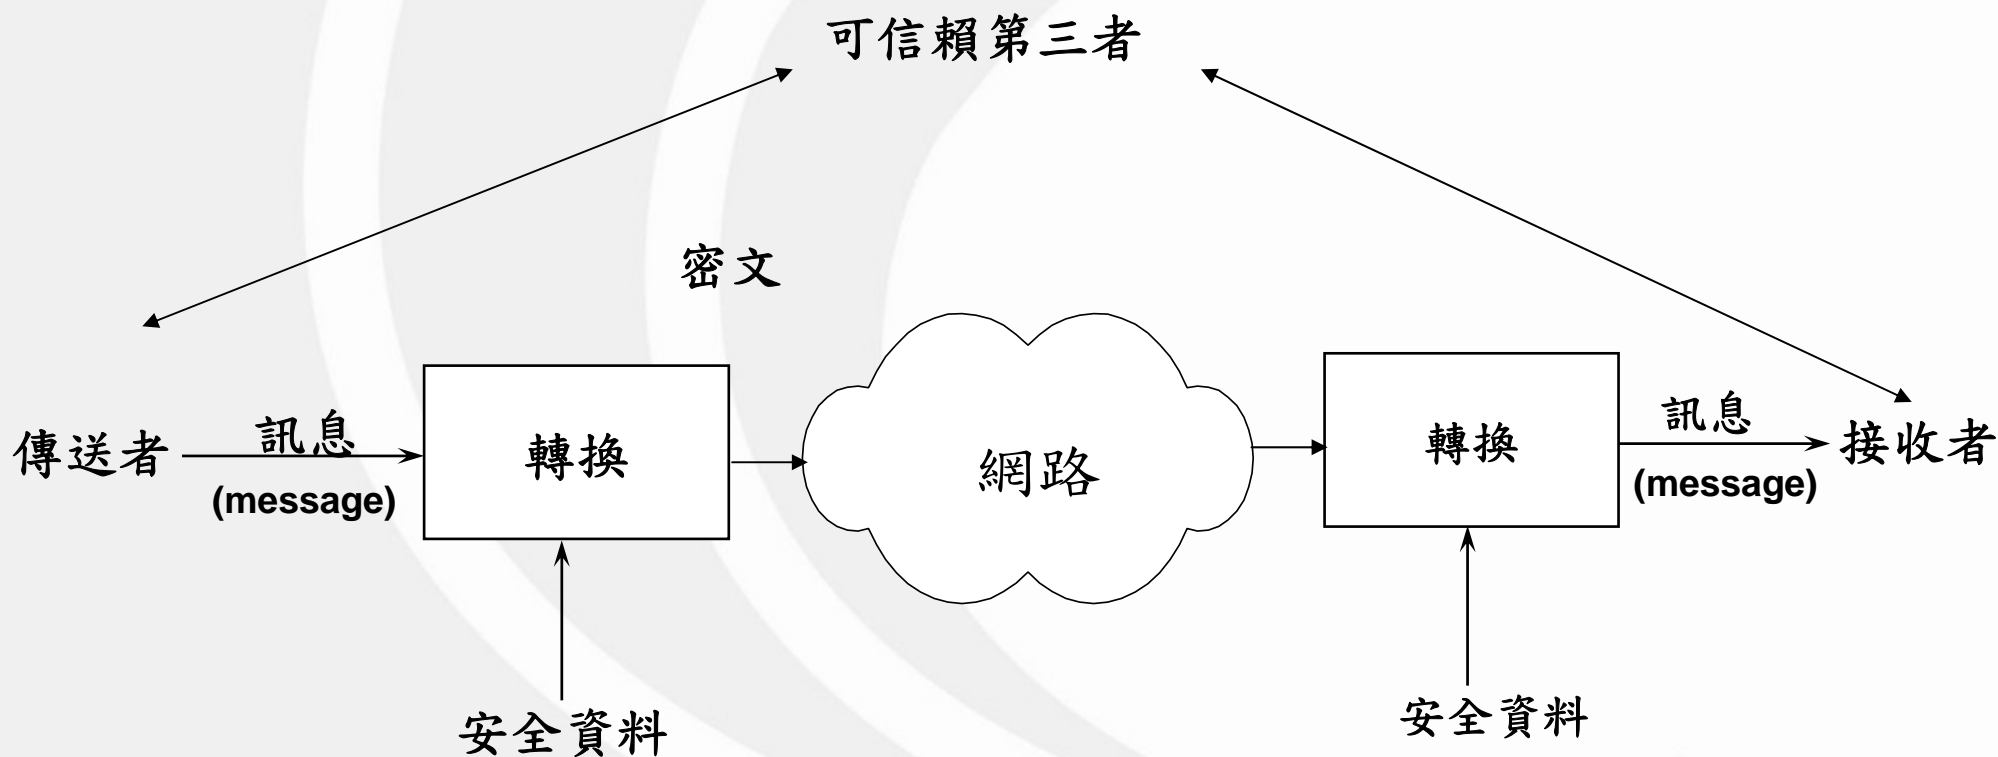 可信賴第三者
密文
傳送者
訊息
(message)
轉換
網路
轉換
訊息
(message)
接收者
安全資料
安全資料